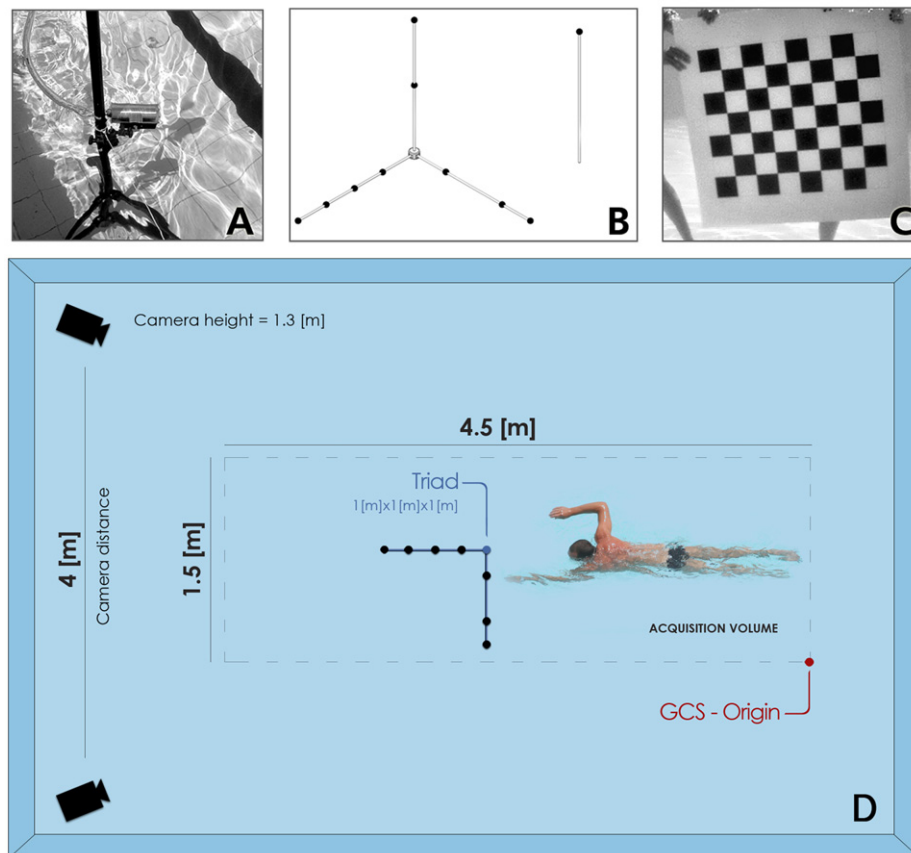 A
B
C
Camera height = 1.3 [m]
4.5 [m]
Triad
1[m]x1[m]x1[m]
4 [m]
Camera distance
1.5 [m]
ACQUISITION VOLUME
GCS - Origin
D